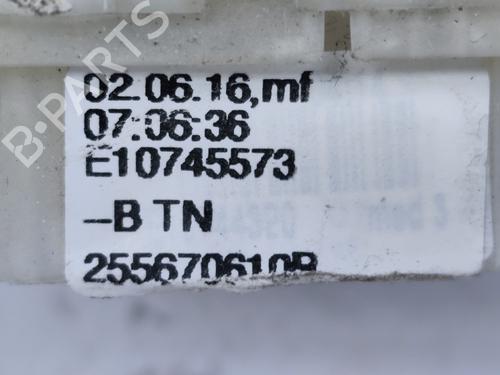 B-PARTS
02.06.16,mf
07:06:36
E10745573
-B TN
255670610R